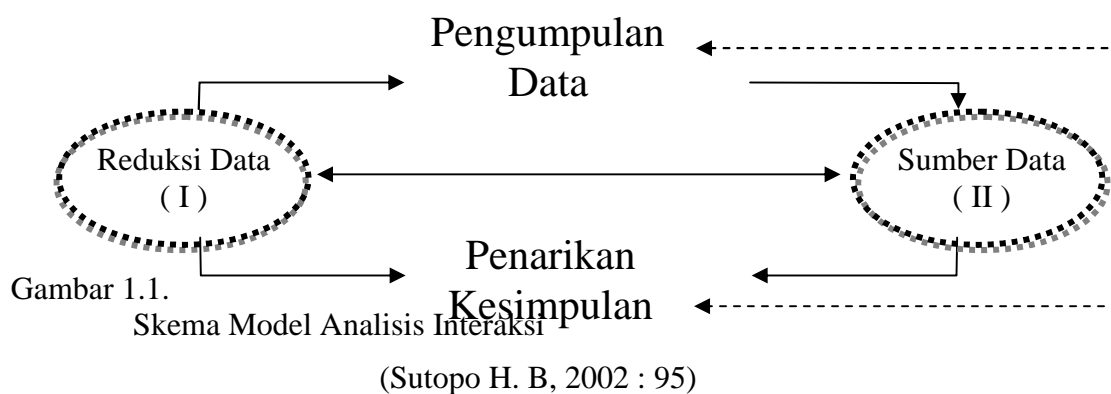 Pengumpulan
Data
Reduksi Data
( I )
Sumber Data
( II )
Penarikan
Kesimpulan
Gambar 1.1.
Skema Model Analisis Interaksi
(Sutopo H. B, 2002 : 95)